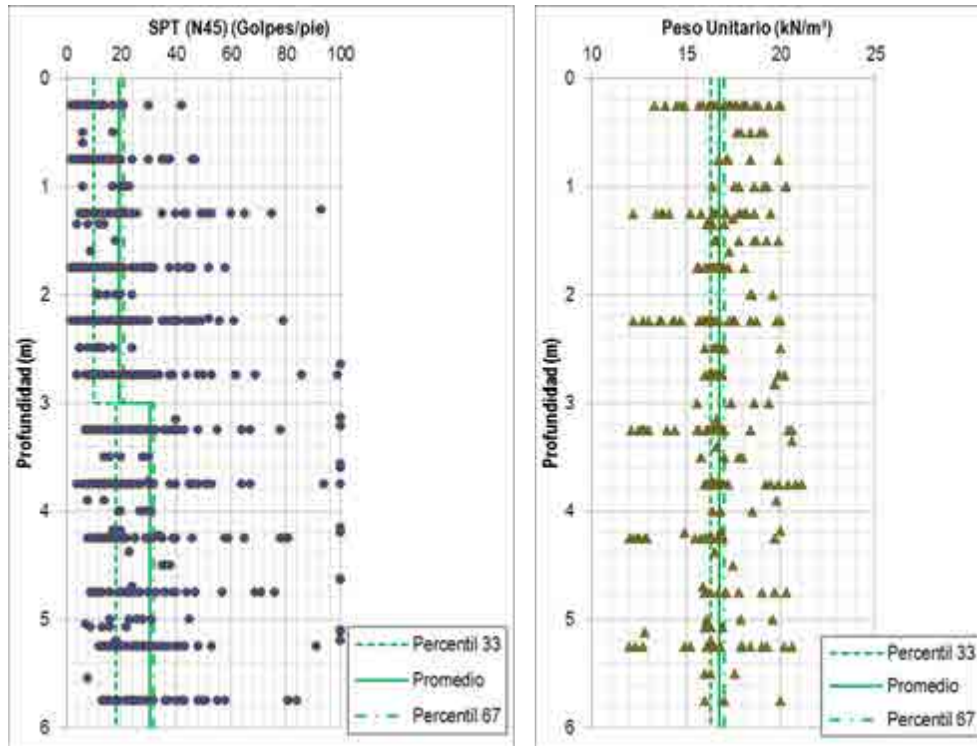 SPT (N45) (Golpes/pie)
0 20 40 60 80 100
0
1
2
3
4
5
6
Profundidad (m)
Percentil 33
Promedio
Percentil 67
Peso Unitario (kN/m³)
10 15 20 25
0
1
2
3
4
5
6
Profundidad (m)
Percentil 33
Promedio
Percentil 67